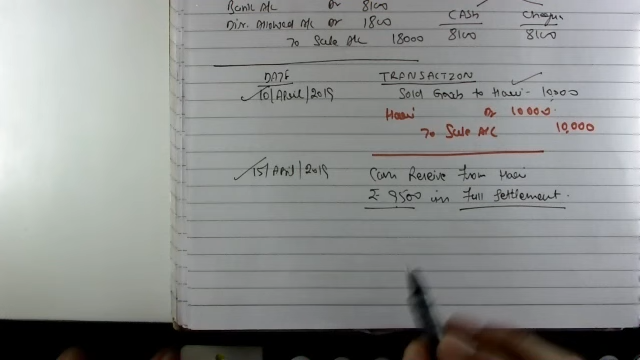 Bank A/c Dr 8100
Dis. Allowed A/c Dr 1800 CASH Cheque
To Sale A/c 18000 8100 8100
DATE TRANSACTION
10/April/2019 Sold Goods to Hari - 10,000
Hari Dr 10000
To Sale A/c 10,000
15/April/2019 Cash Receive from Hari
₹ 9500 in Full Settlement.